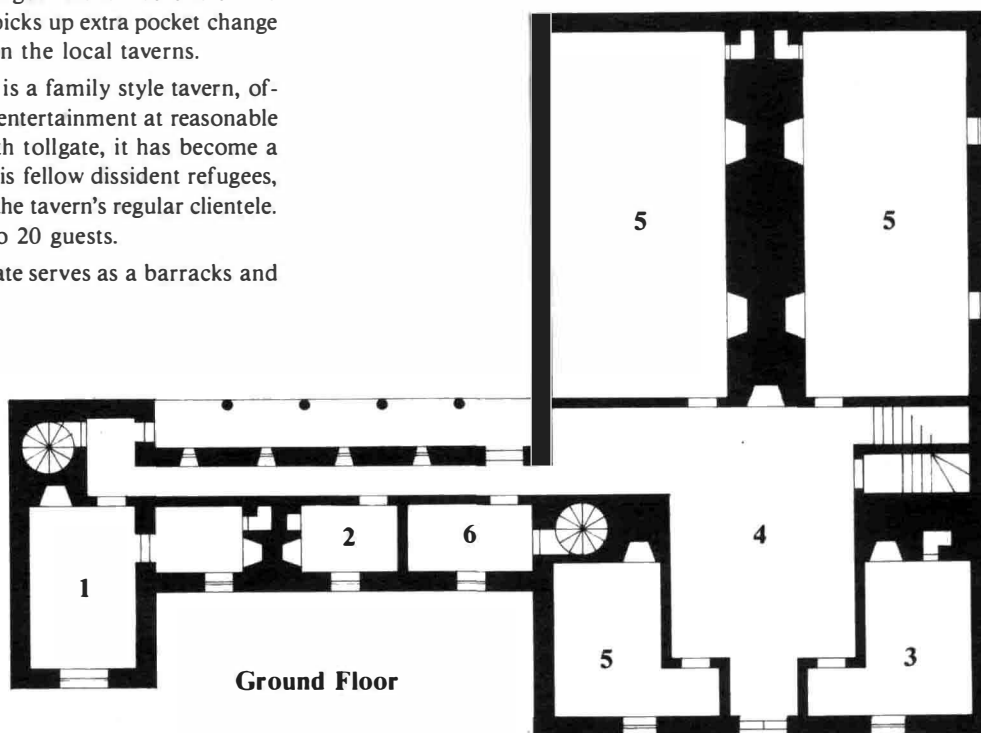 picks up extra pocket change
n the local taverns.
is a family style tavern, of-
entertainment at reasonable
h tollgate, it has become a
is fellow dissident refugees,
he tavern's regular clientele.
o 20 guests.
ate serves as a barracks and
5
5
4
2
6
1
5
3
Ground Floor